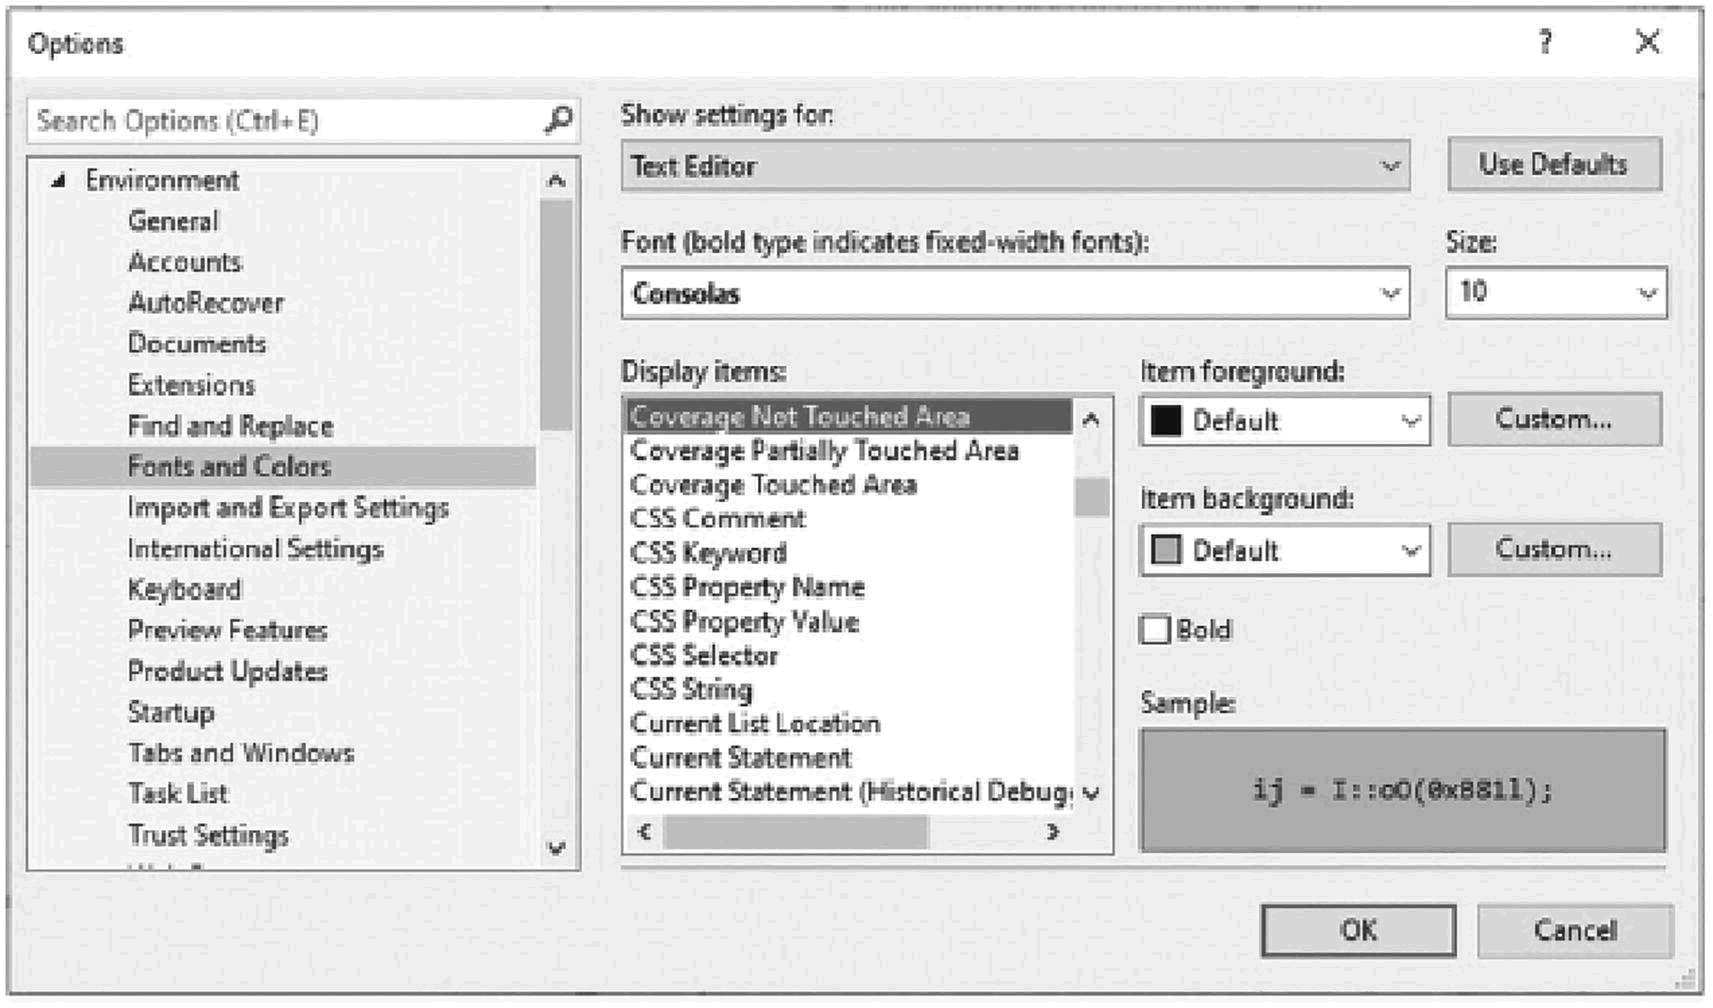 Options
?
Search Options (Ctrl+E)
Environment
General
Accounts
AutoRecover
Documents
Extensions
Find and Replace
Fonts and Colors
Import and Export Settings
International Settings
Keyboard
Preview Features
Product Updates
Startup
Tabs and Windows
Task List
Trust Settings
Show settings for:
Text Editor
Use Defaults
Font (bold type indicates fixed-width fonts):
Size:
Consolas
10
Display items:
Coverage Not Touched Area
Coverage Partially Touched Area
Coverage Touched Area
CSS Comment
CSS Keyword
CSS Property Name
CSS Property Value
CSS Selector
CSS String
Current List Location
Current Statement
Current Statement (Historical Debug
Item foreground:
Default
Custom...
Item background:
Default
Custom...
Bold
Sample:
ij = I::oO(0xB81l);
OK
Cancel